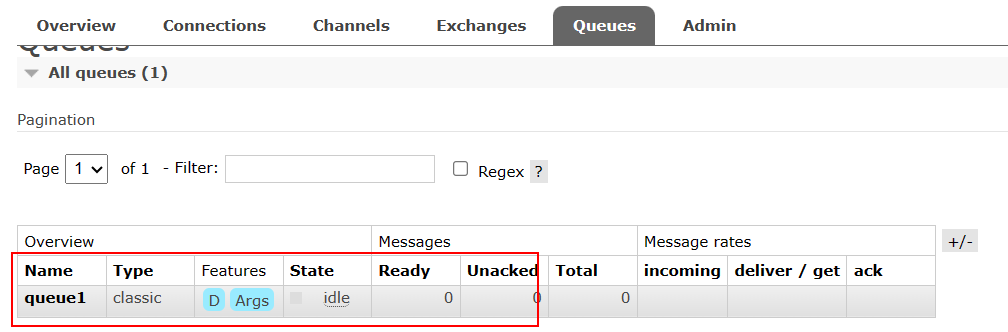 Overview Connections Channels Exchanges Queues Admin
Queues
All queues (1)
Pagination
Page 1 of 1 - Filter: Regex ?
Overview Messages Message rates +/-
Name Type Features State Ready Unacked Total incoming deliver / get ack
queue1 classic D Args idle 0 0 0